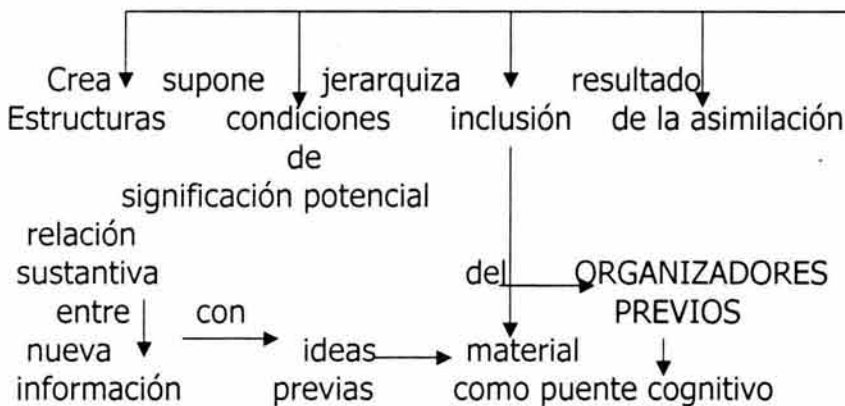 Crea supone jerarquiza resultado
Estructuras condiciones inclusión de la asimilación
de
significación potencial
relación
sustantiva del ORGANIZADORES
entre con PREVIOS
nueva ideas material
información previas como puente cognitivo